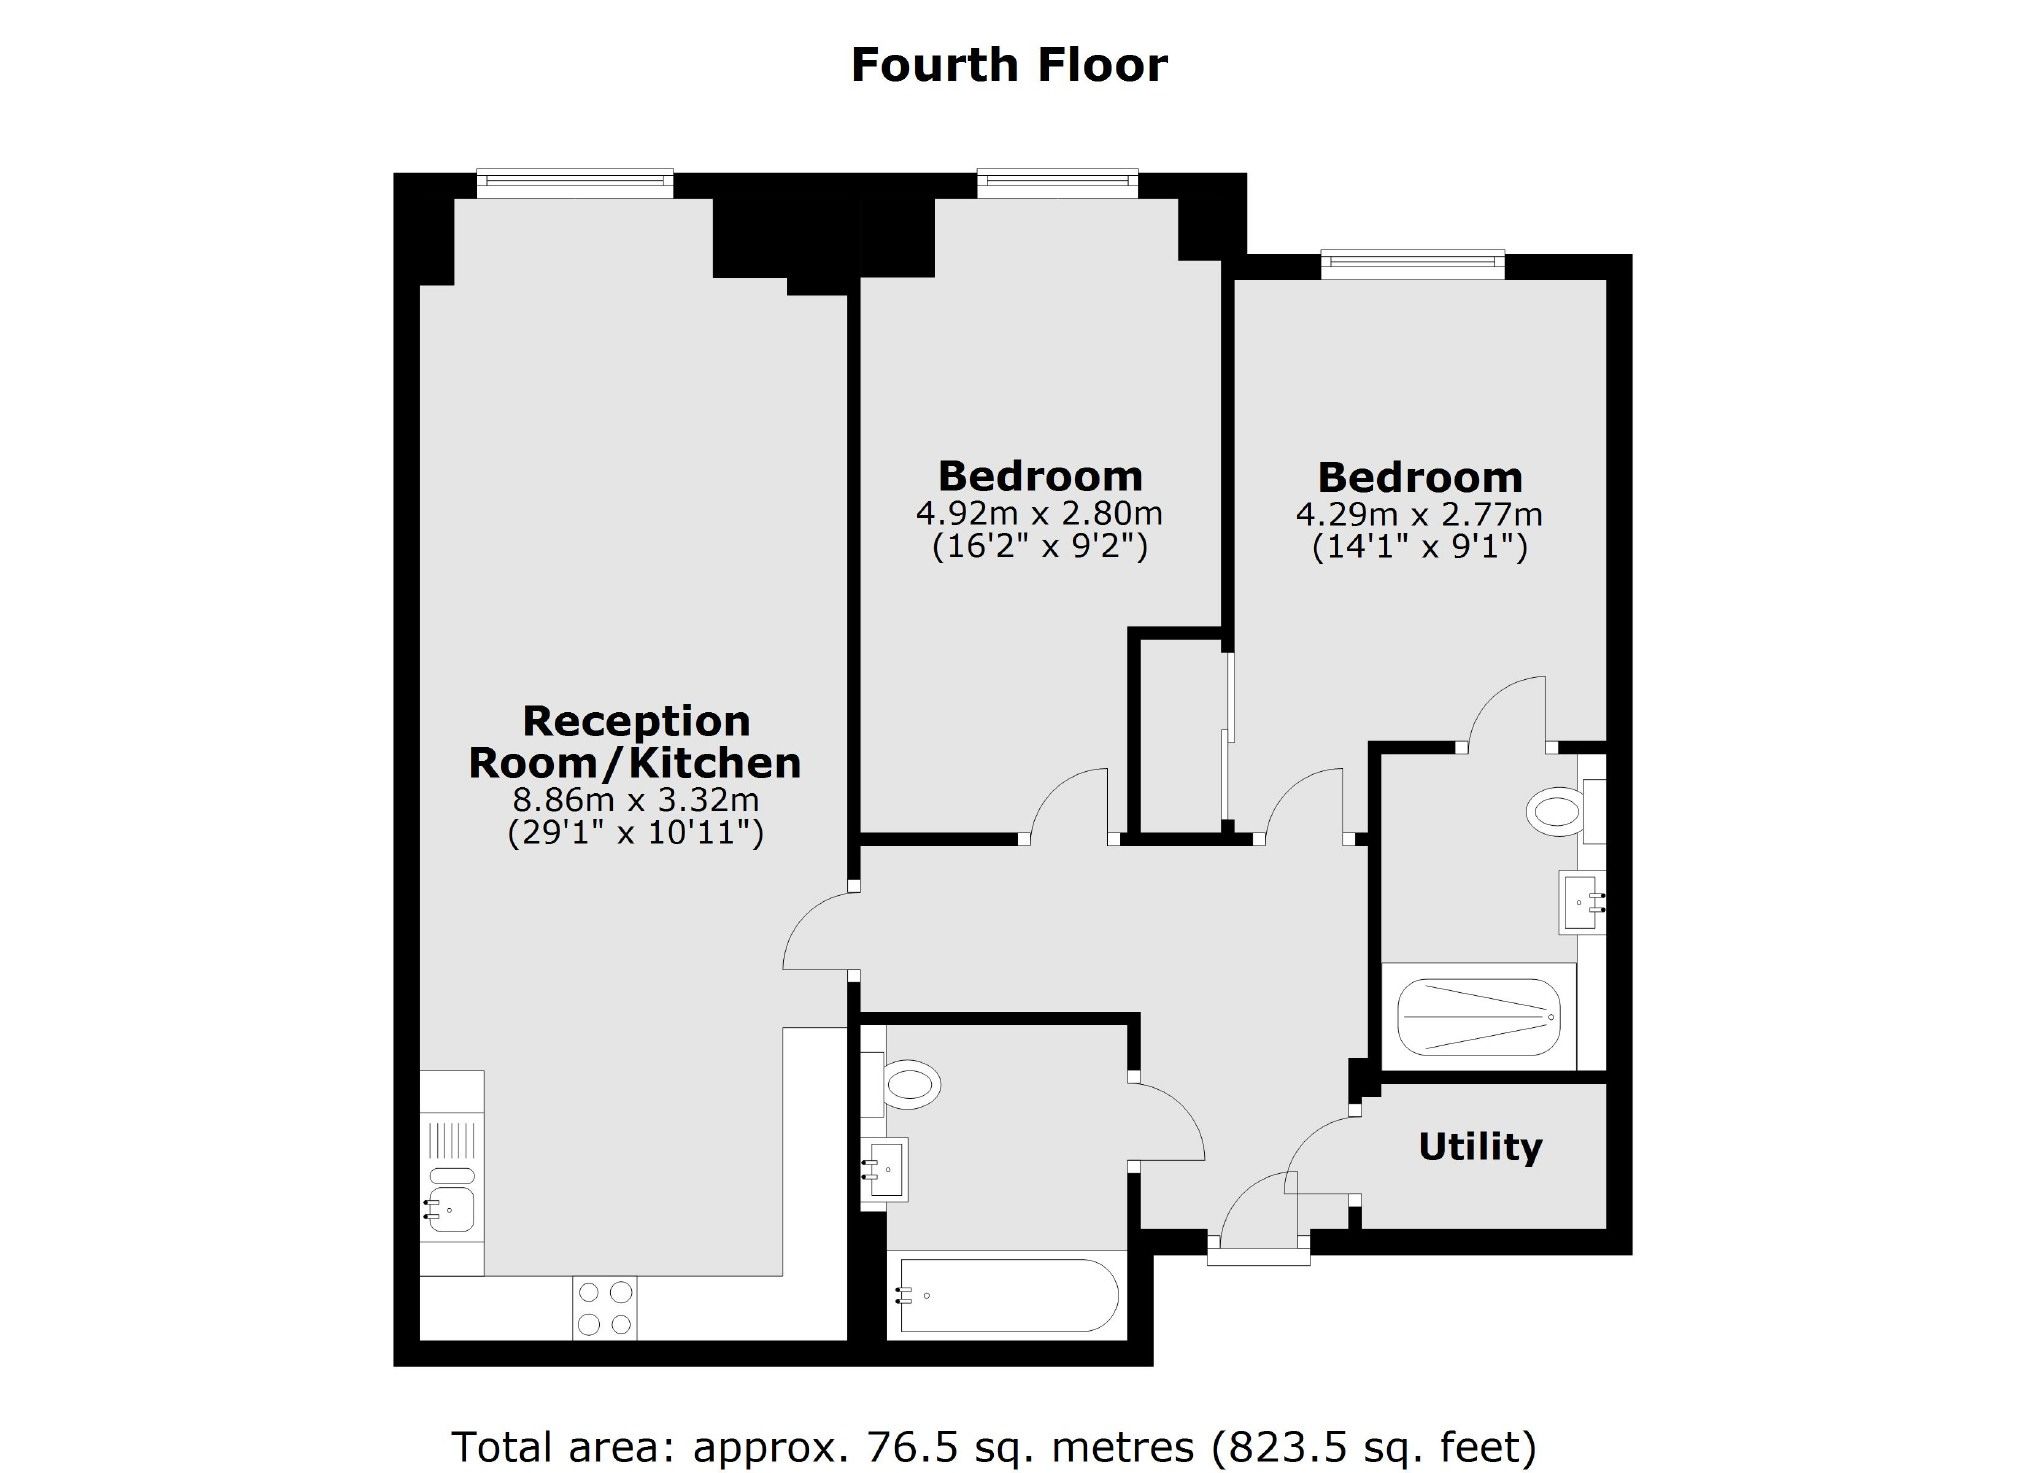 Fourth Floor
Bedroom
4.92m x 2.80m
(16'2" x 9'2")
Bedroom
4.29m x 2.77m
(14'1" x 9'1")
Reception
Room/Kitchen
8.86m x 3.32m
(29'1" x 10'11")
Utility
Total area: approx. 76.5 sq. metres (823.5 sq. feet)